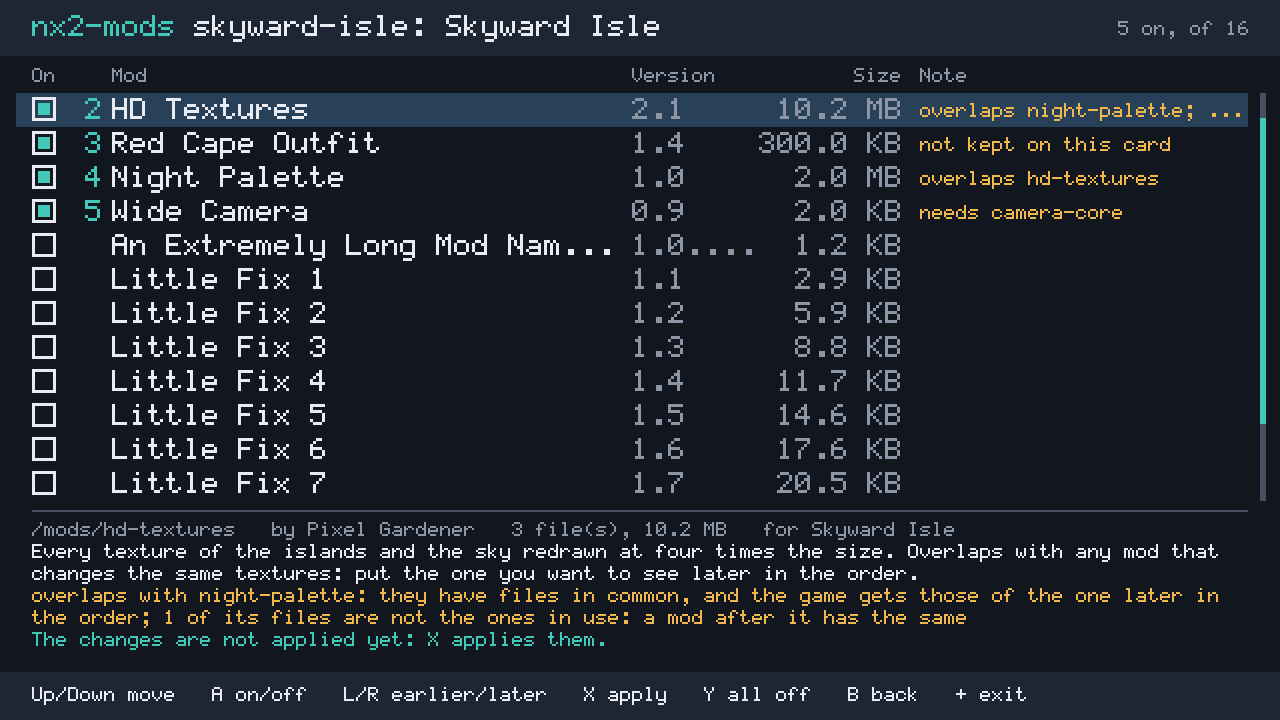 nx2-mods skyward-isle: Skyward Isle 5 on, of 16
On Mod Version Size Note
2 HD Textures 2.1 10.2 MB overlaps night-palette; ...
3 Red Cape Outfit 1.4 300.0 KB not kept on this card
4 Night Palette 1.0 2.0 MB overlaps hd-textures
5 Wide Camera 0.9 2.0 KB needs camera-core
An Extremely Long Mod Nam... 1.0.... 1.2 KB
Little Fix 1 1.1 2.9 KB
Little Fix 2 1.2 5.9 KB
Little Fix 3 1.3 8.8 KB
Little Fix 4 1.4 11.7 KB
Little Fix 5 1.5 14.6 KB
Little Fix 6 1.6 17.6 KB
Little Fix 7 1.7 20.5 KB
/mods/hd-textures by Pixel Gardener 3 file(s), 10.2 MB for Skyward Isle
Every texture of the islands and the sky redrawn at four times the size. Overlaps with any mod that
changes the same textures: put the one you want to see later in the order.
overlaps with night-palette: they have files in common, and the game gets those of the one later in
the order; 1 of its files are not the ones in use: a mod after it has the same
The changes are not applied yet: X applies them.
Up/Down move A on/off L/R earlier/later X apply Y all off B back + exit